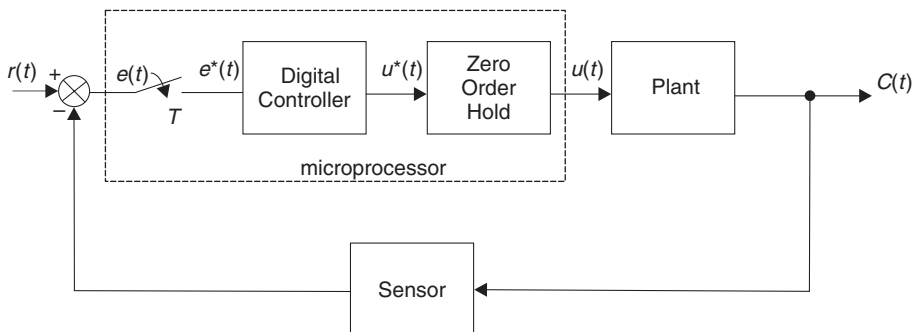 r(t)
+
−
e(t)
T
e*(t)
Digital
Controller
u*(t)
Zero
Order
Hold
u(t)
Plant
C(t)
microprocessor
Sensor